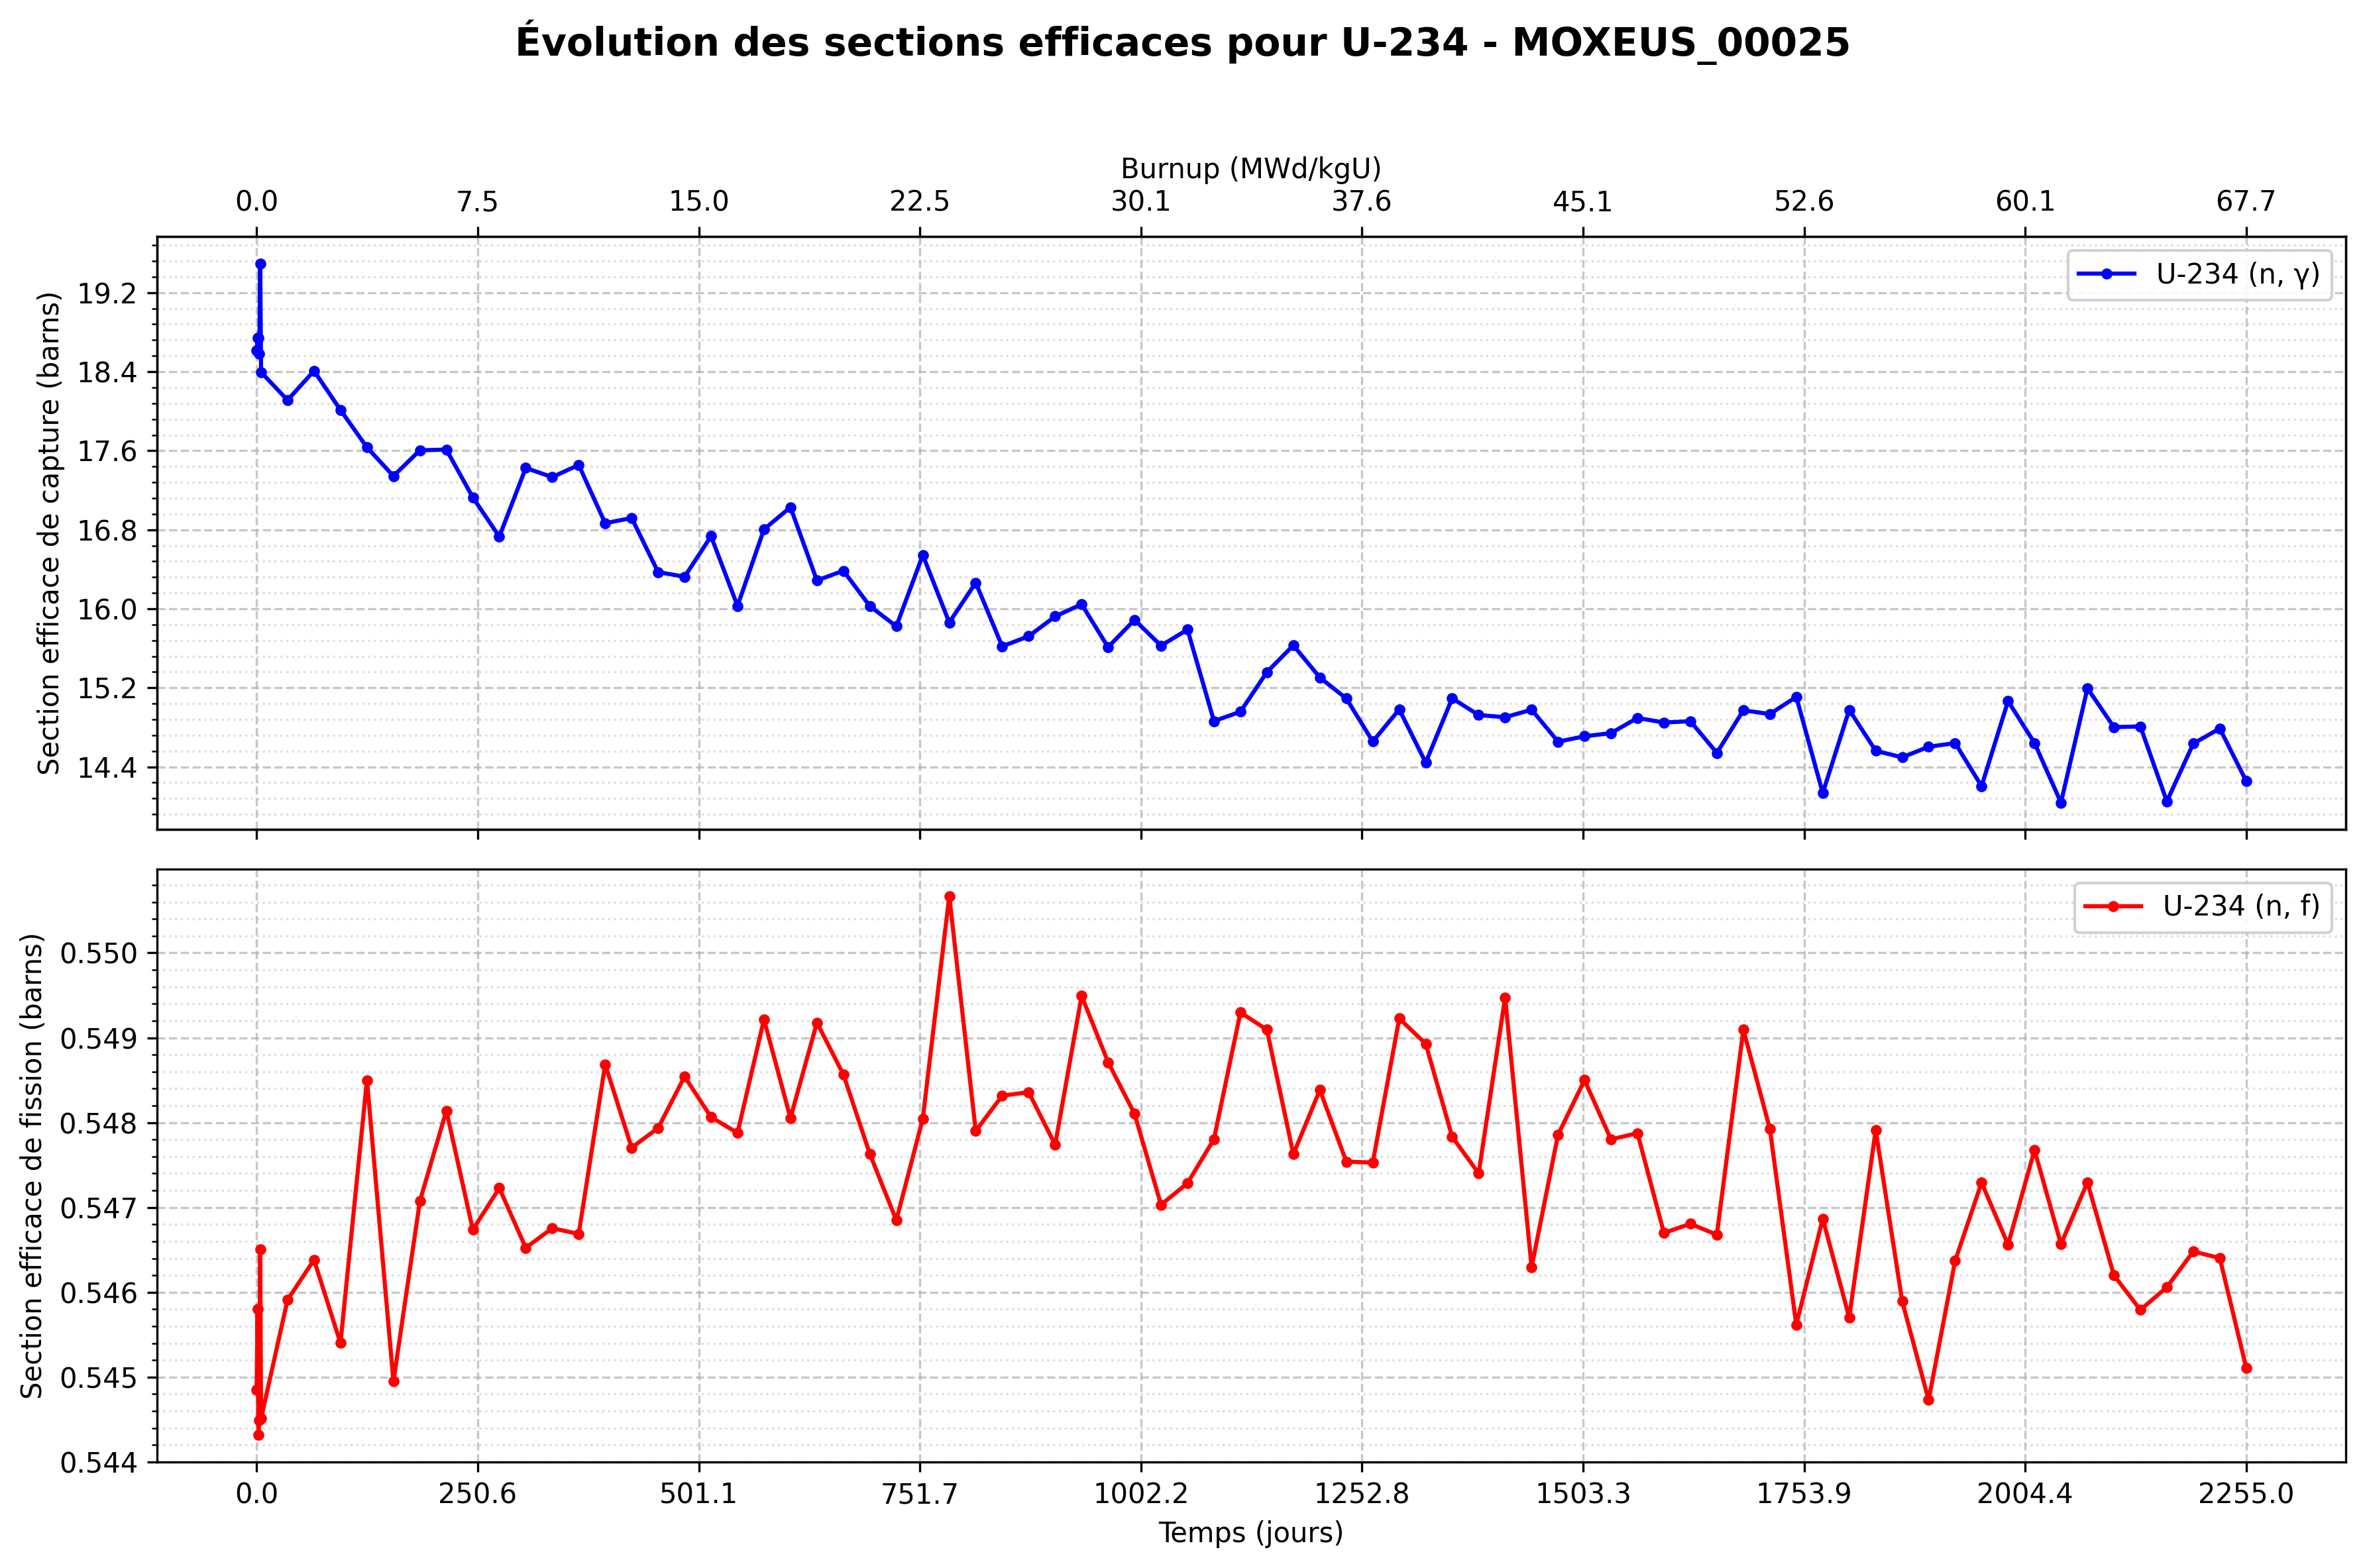 Évolution des sections efficaces pour U-234 - MOXEUS_00025
Burnup (MWd/kgU)
0.0 7.5 15.0 22.5 30.1 37.6 45.1 52.6 60.1 67.7
Section efficace de capture (barns)
19.2
18.4
17.6
16.8
16.0
15.2
14.4
U-234 (n, γ)
Section efficace de fission (barns)
0.550
0.549
0.548
0.547
0.546
0.545
0.544
U-234 (n, f)
0.0 250.6 501.1 751.7 1002.2 1252.8 1503.3 1753.9 2004.4 2255.0
Temps (jours)